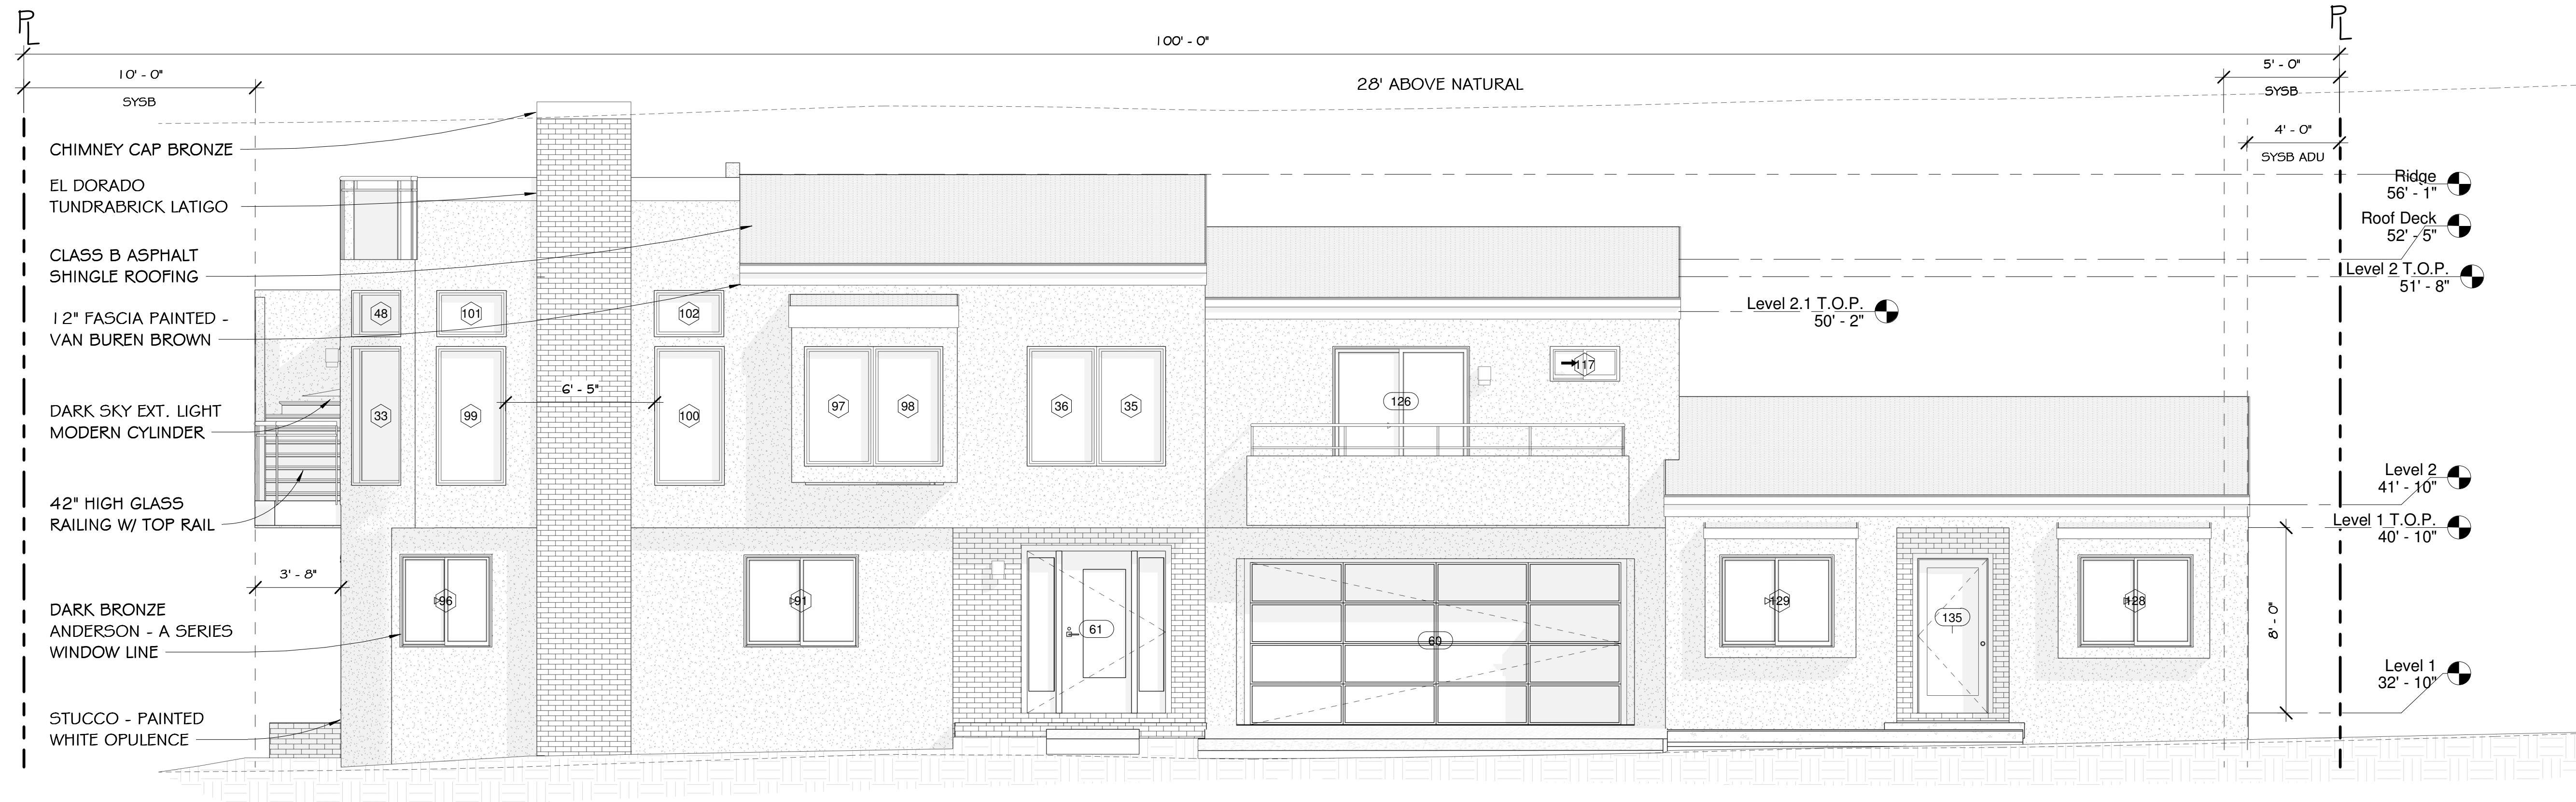 PL
PL
100' - 0"
10' - 0"
SYSB
28' ABOVE NATURAL
5' - 0"
SYSB
4' - 0"
SYSB ADU
CHIMNEY CAP BRONZE
EL DORADO
TUNDRABRICK LATIGO
CLASS B ASPHALT
SHINGLE ROOFING
12" FASCIA PAINTED -
VAN BUREN BROWN
DARK SKY EXT. LIGHT
MODERN CYLINDER
42" HIGH GLASS
RAILING W/ TOP RAIL
3' - 8"
DARK BRONZE
ANDERSON - A SERIES
WINDOW LINE
STUCCO - PAINTED
WHITE OPULENCE
48
101
102
33
99
6' - 5"
100
97
98
36
35
126
117
96
91
61
60
129
135
128
Ridge
56' - 1"
Roof Deck
52' - 5"
Level 2 T.O.P.
51' - 8"
Level 2.1 T.O.P.
50' - 2"
Level 2
41' - 10"
Level 1 T.O.P.
40' - 10"
8' - 0"
Level 1
32' - 10"